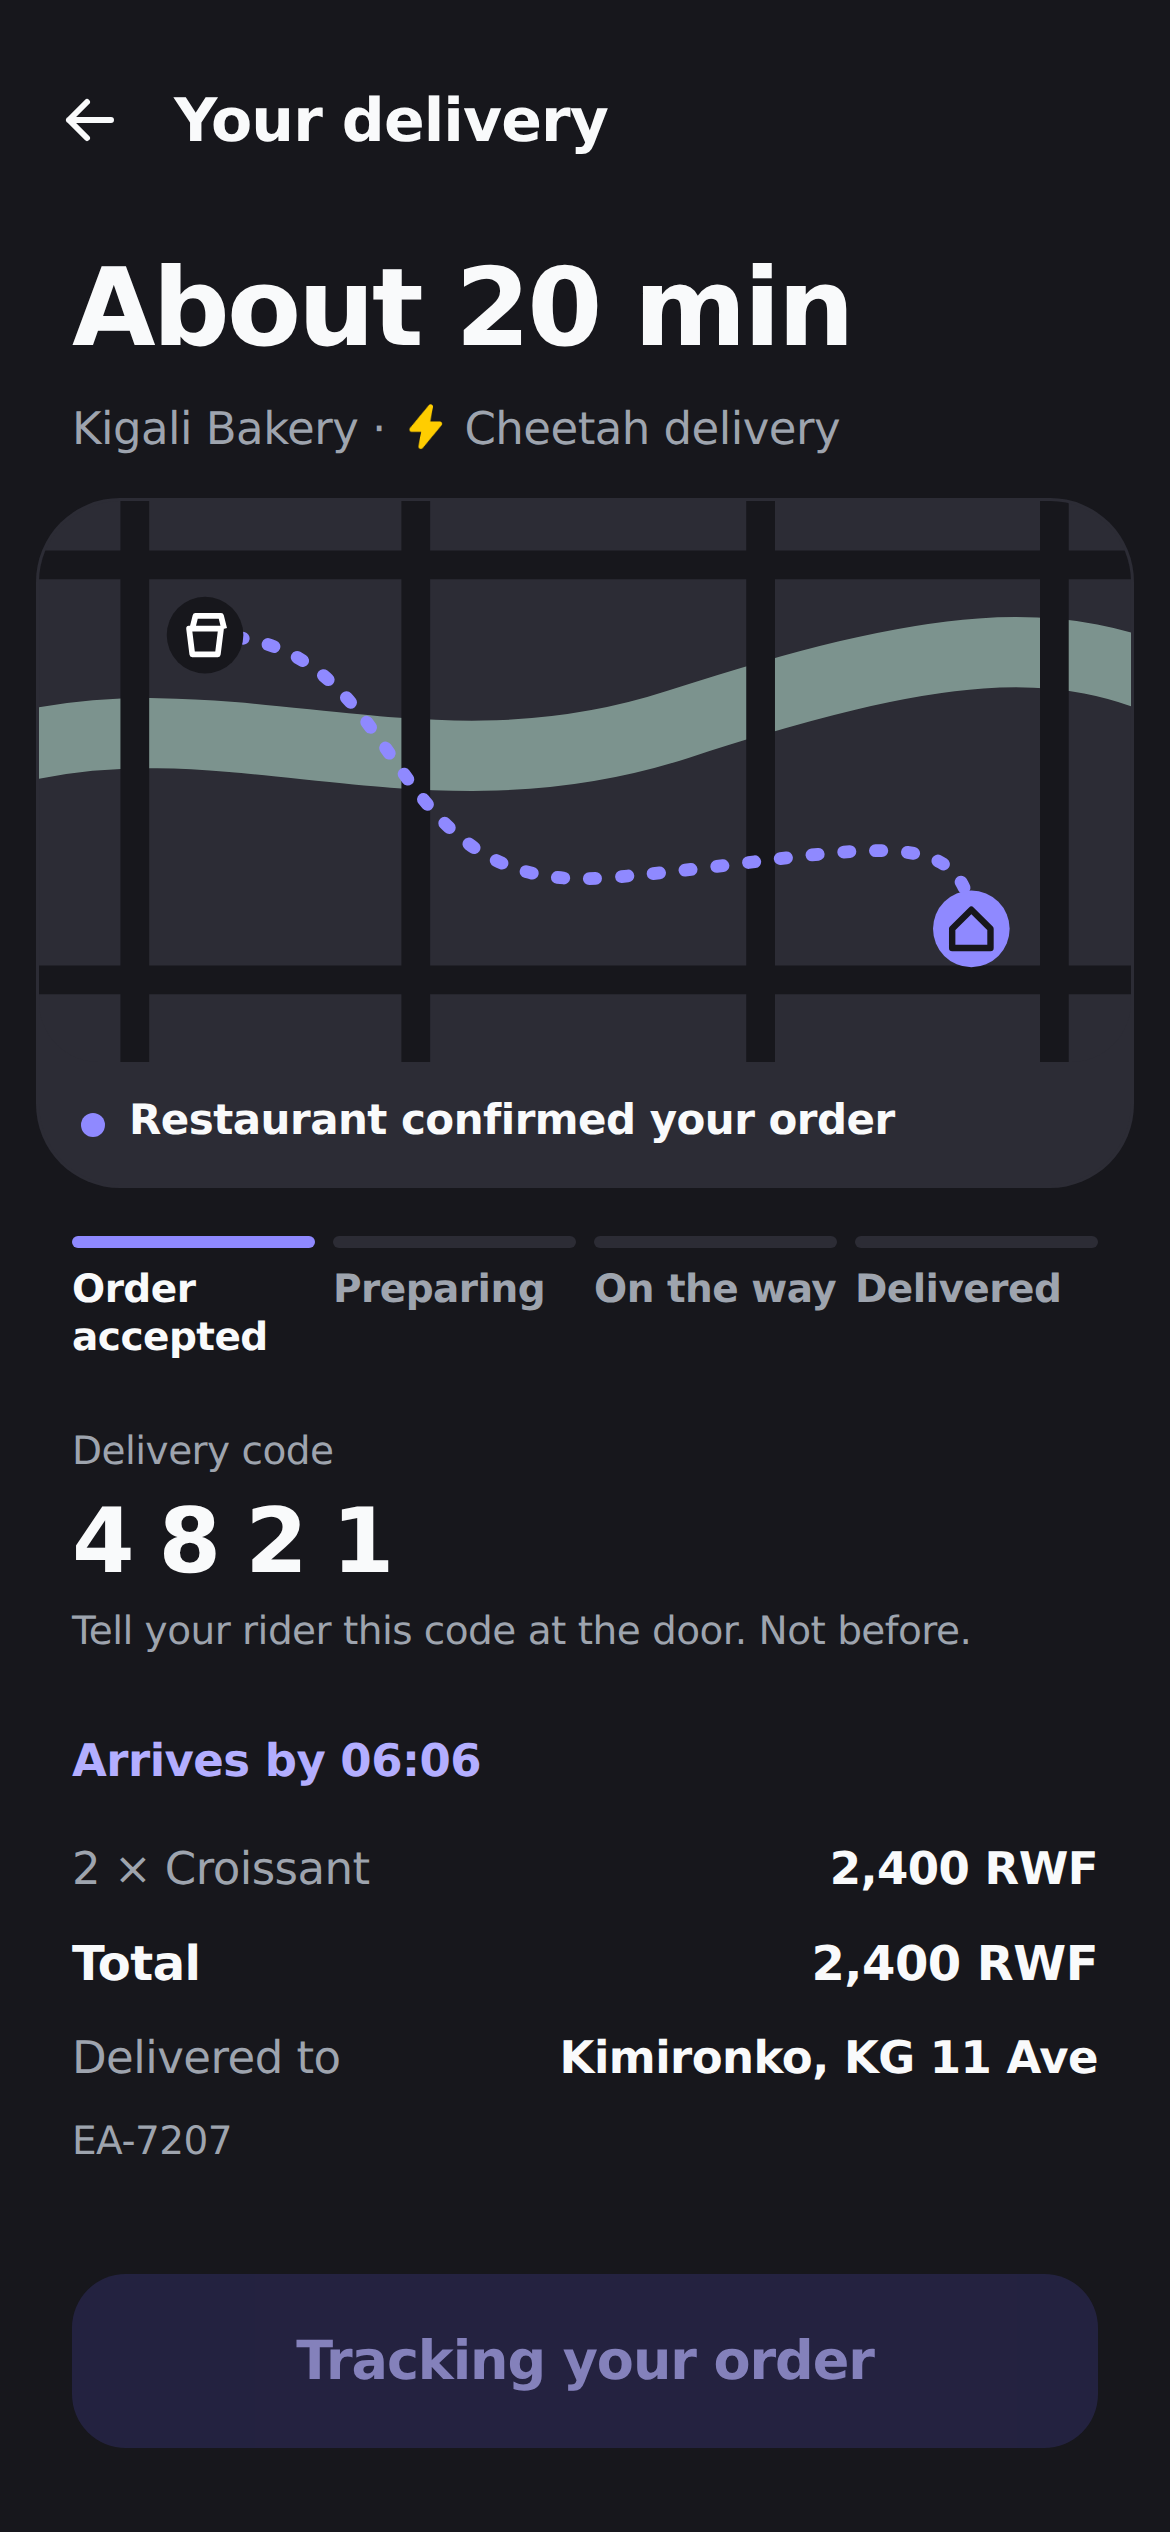 Your delivery
About 20 min
Kigali Bakery · ⚡ Cheetah delivery
Restaurant confirmed your order
Order accepted
Preparing
On the way
Delivered
Delivery code
4 8 2 1
Tell your rider this code at the door. Not before.
Arrives by 06:06
2 × Croissant 2,400 RWF
Total 2,400 RWF
Delivered to Kimironko, KG 11 Ave
EA-7207
Tracking your order